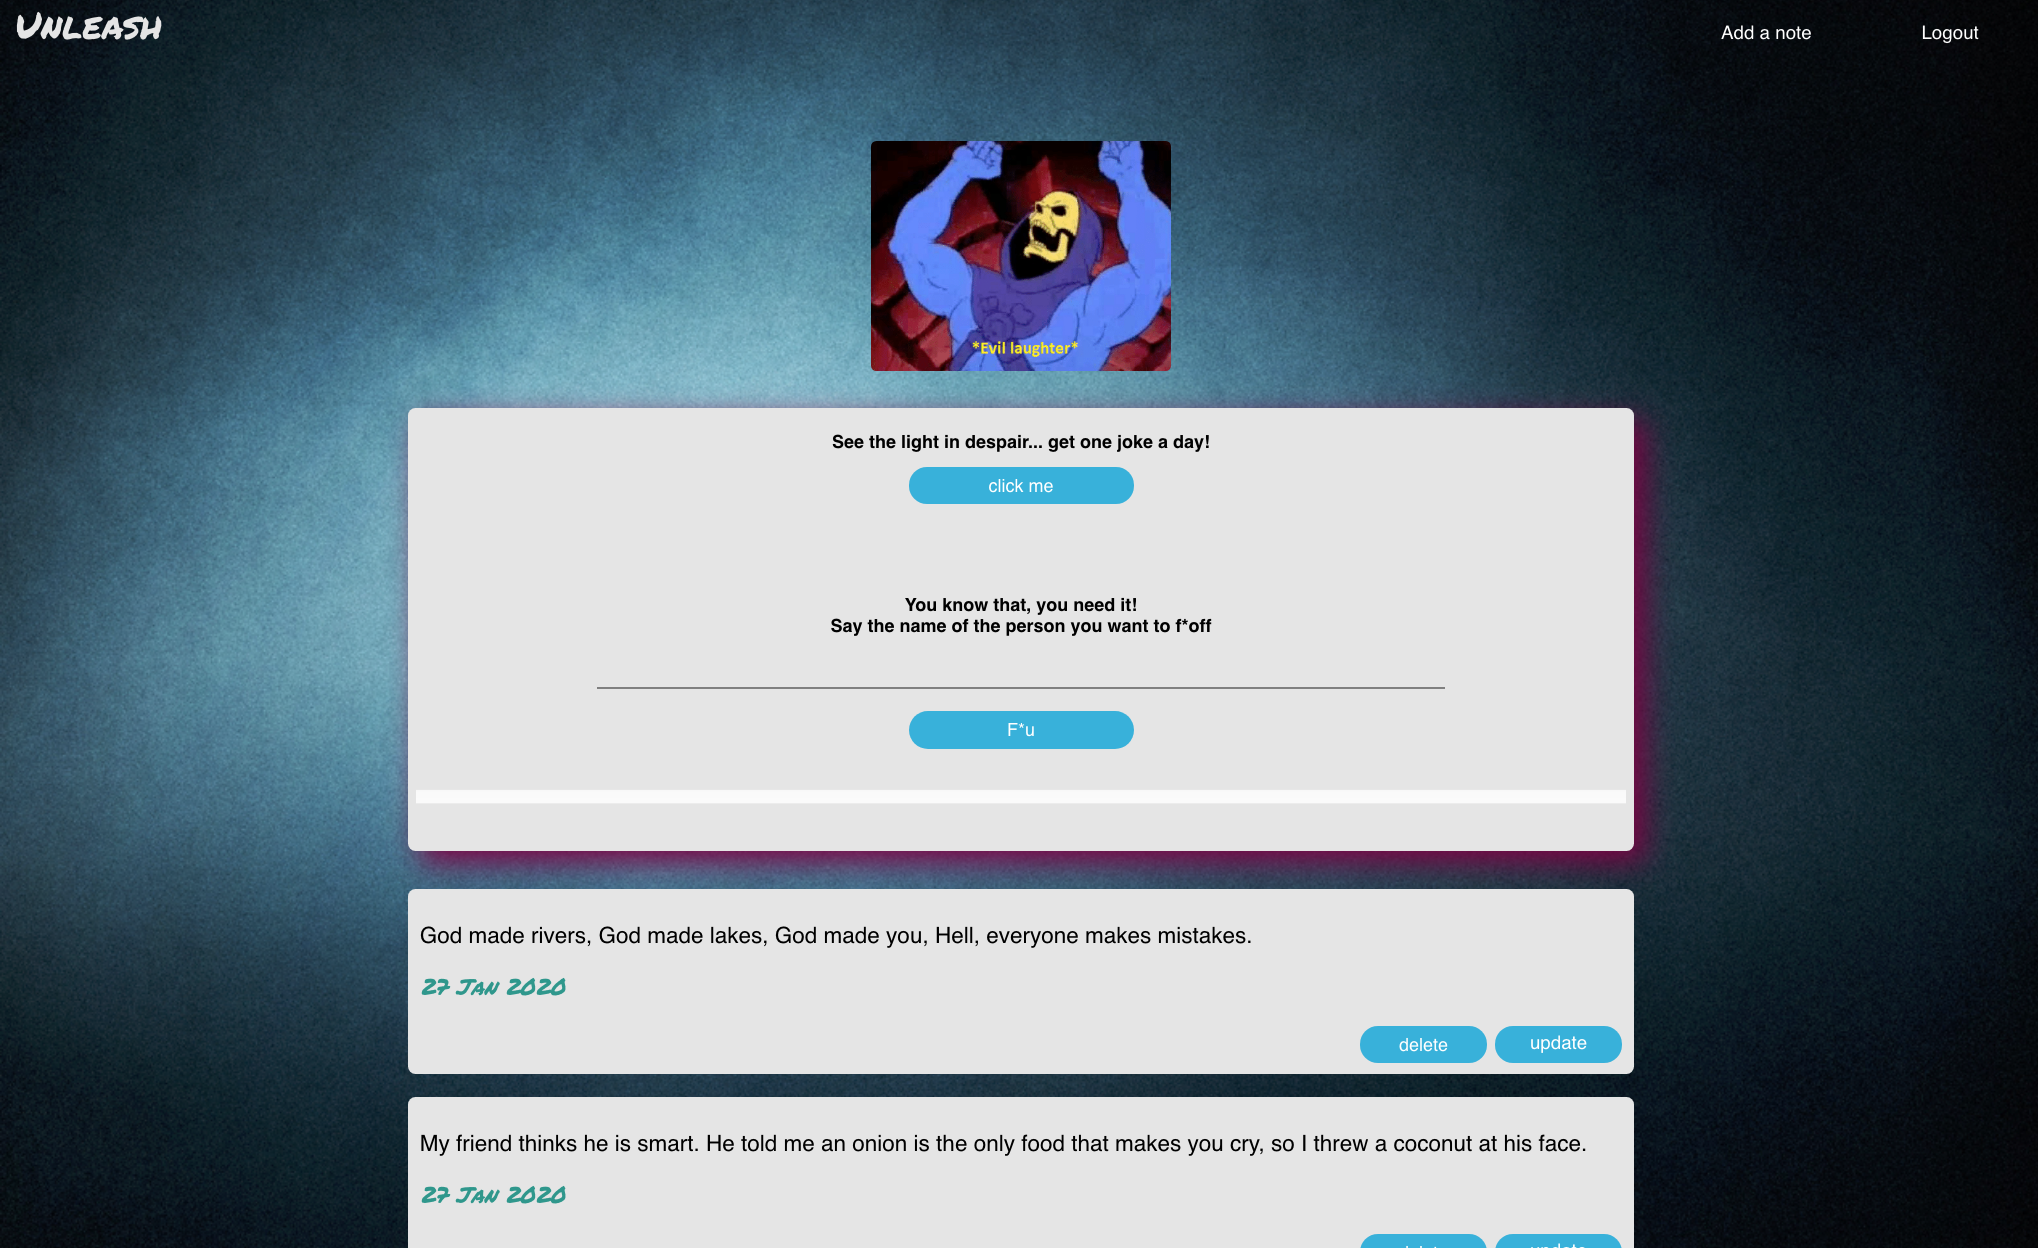 Unleash
Add a note
Logout
*Evil laughter*
See the light in despair... get one joke a day!
click me
You know that, you need it!
Say the name of the person you want to f*off
F*u
God made rivers, God made lakes, God made you, Hell, everyone makes mistakes.
27 Jan 2020
delete
update
My friend thinks he is smart. He told me an onion is the only food that makes you cry, so I threw a coconut at his face.
27 Jan 2020